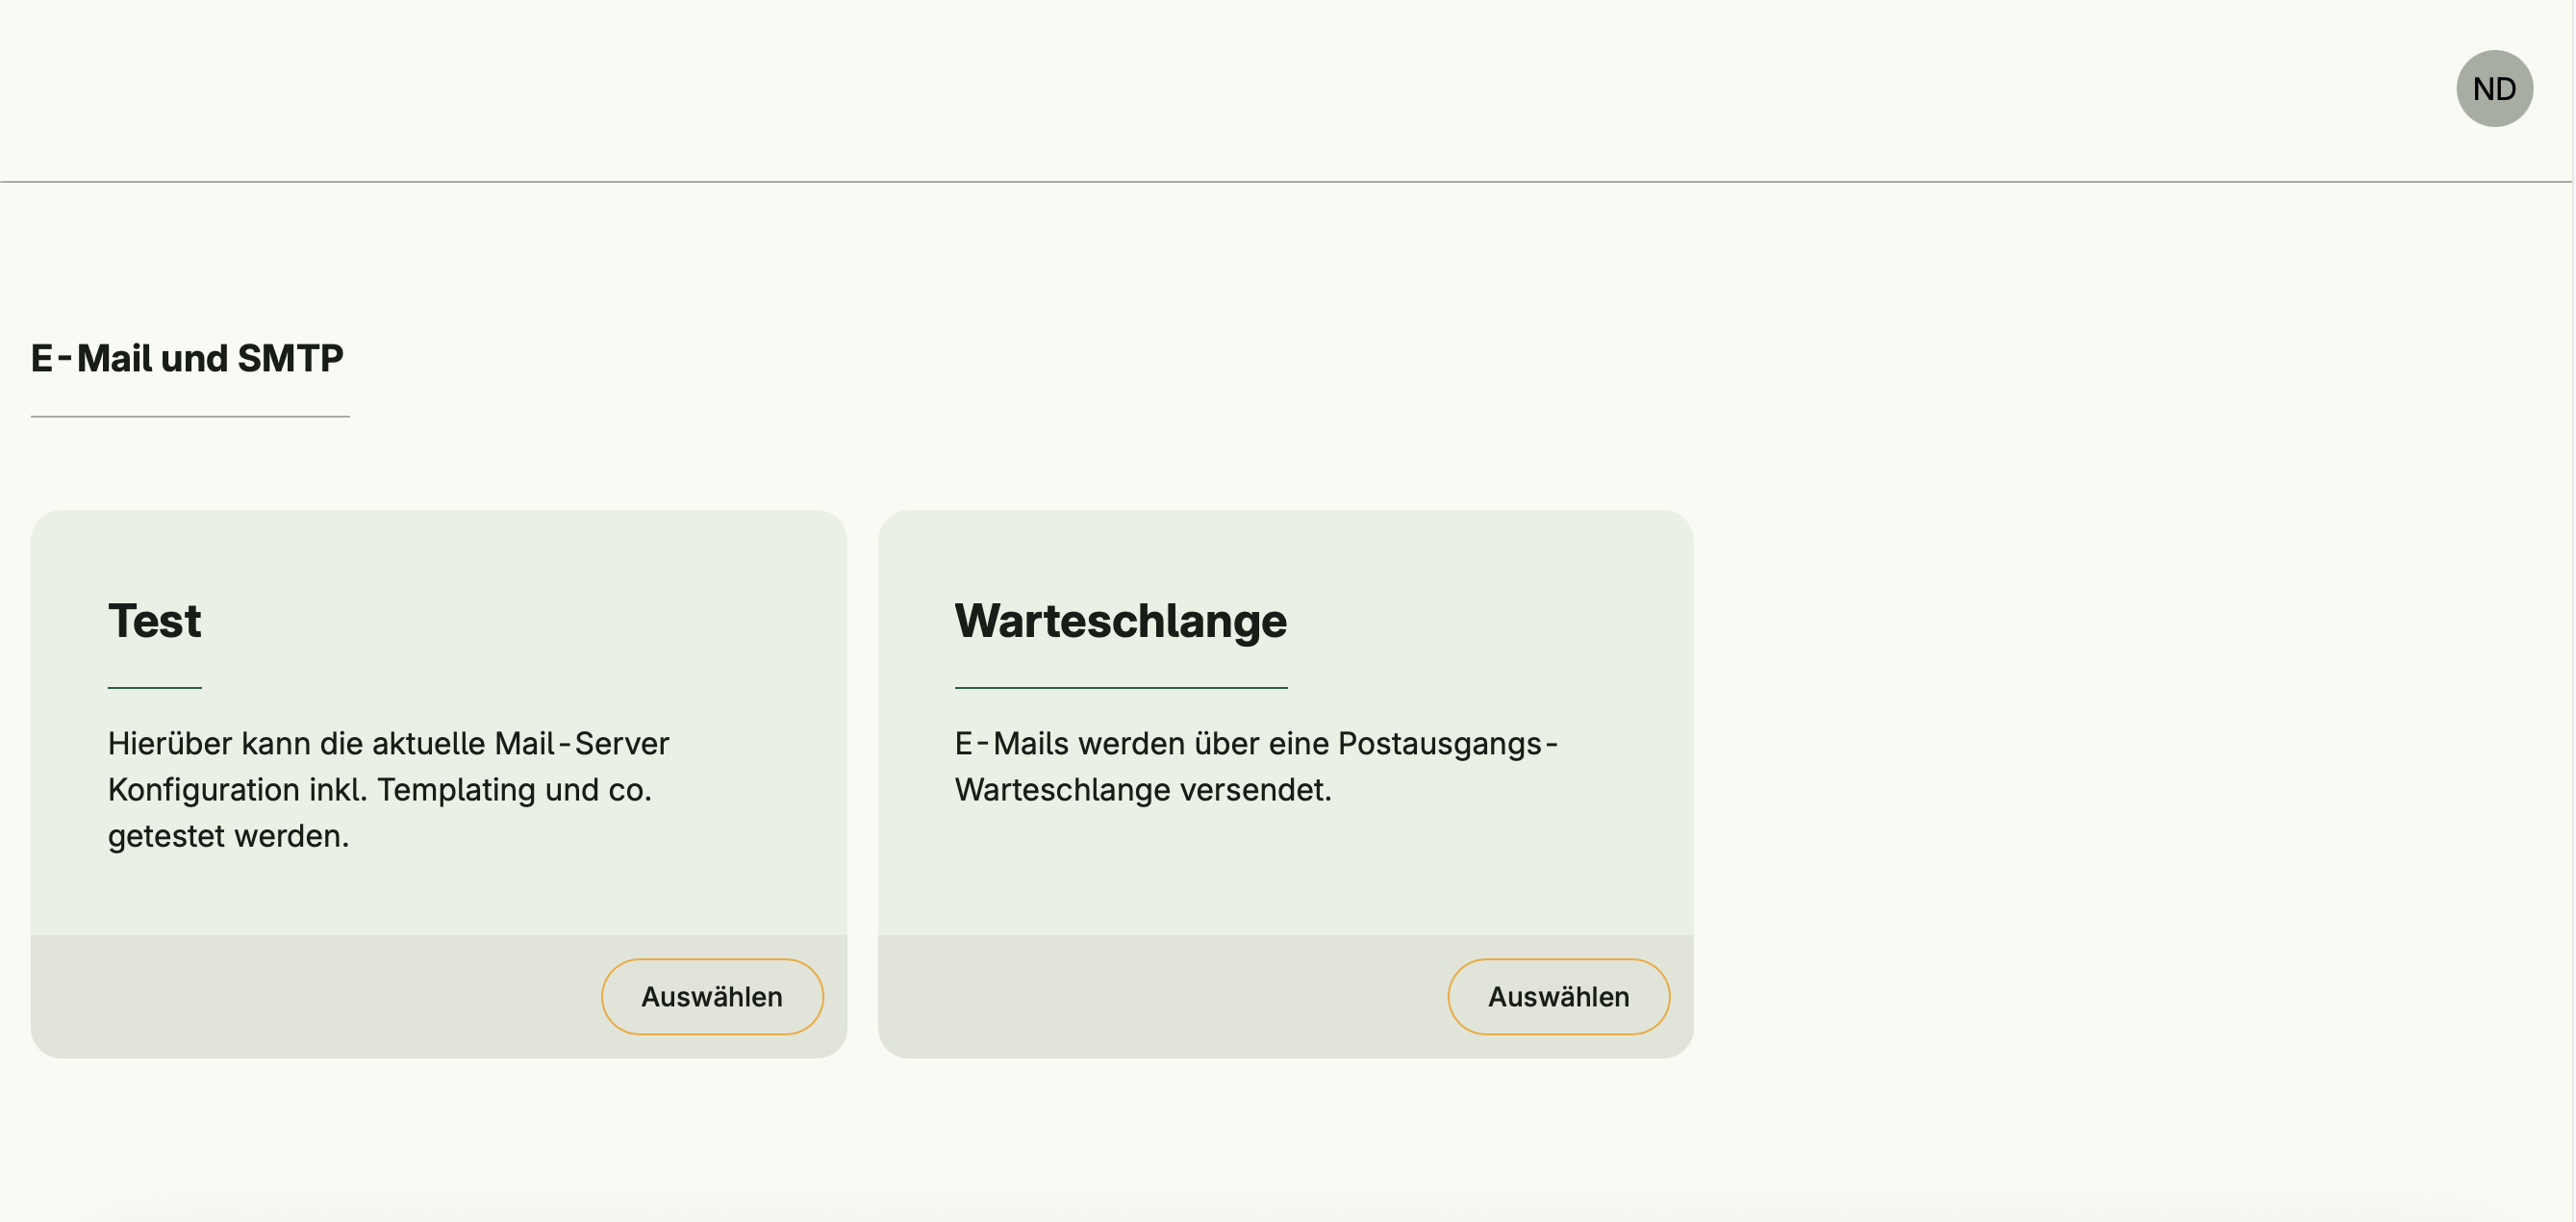 ND
E-Mail und SMTP
Test
Hierüber kann die aktuelle Mail-Server
Konfiguration inkl. Templating und co.
getestet werden.
Auswählen
Warteschlange
E-Mails werden über eine Postausgangs-
Warteschlange versendet.
Auswählen